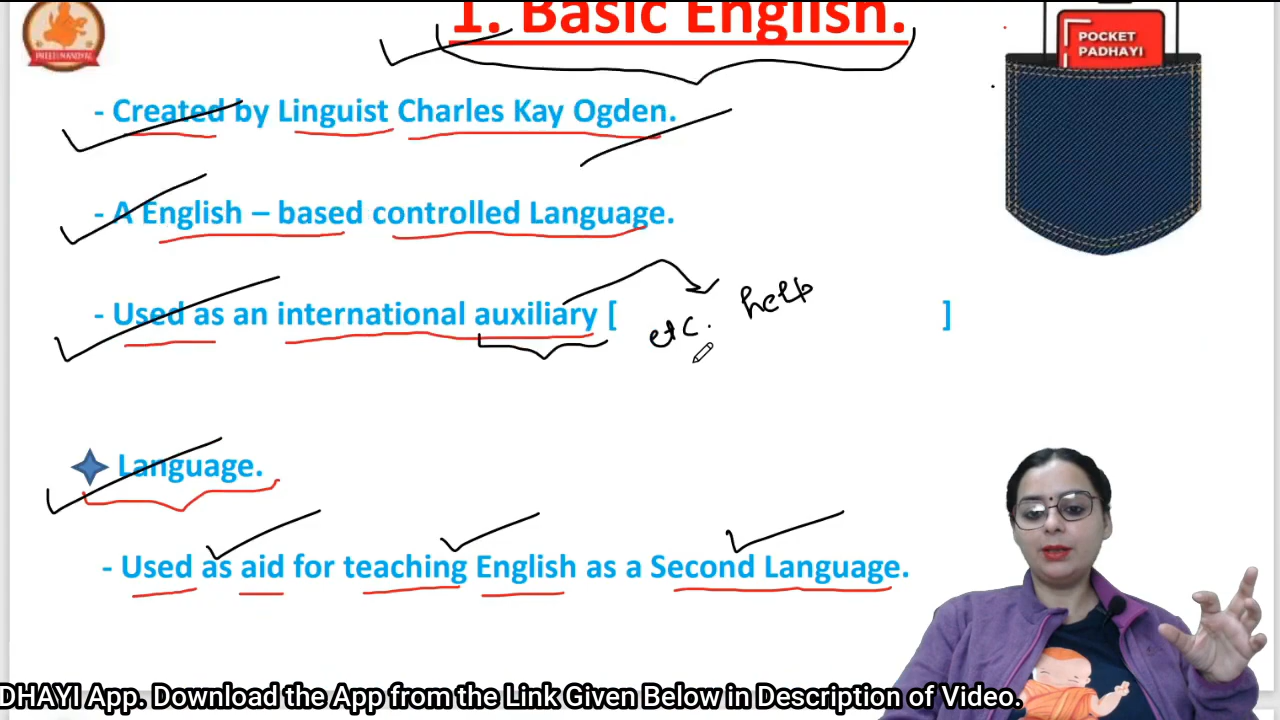 1. Basic English.
PREETI NANDYAL
POCKET
PADHAYI
- Created by Linguist Charles Kay Ogden.
- A English – based controlled Language.
- Used as an international auxiliary [ etc. help ]
Language.
- Used as aid for teaching English as a Second Language.
DHAYI App. Download the App from the Link Given Below in Description of Video.